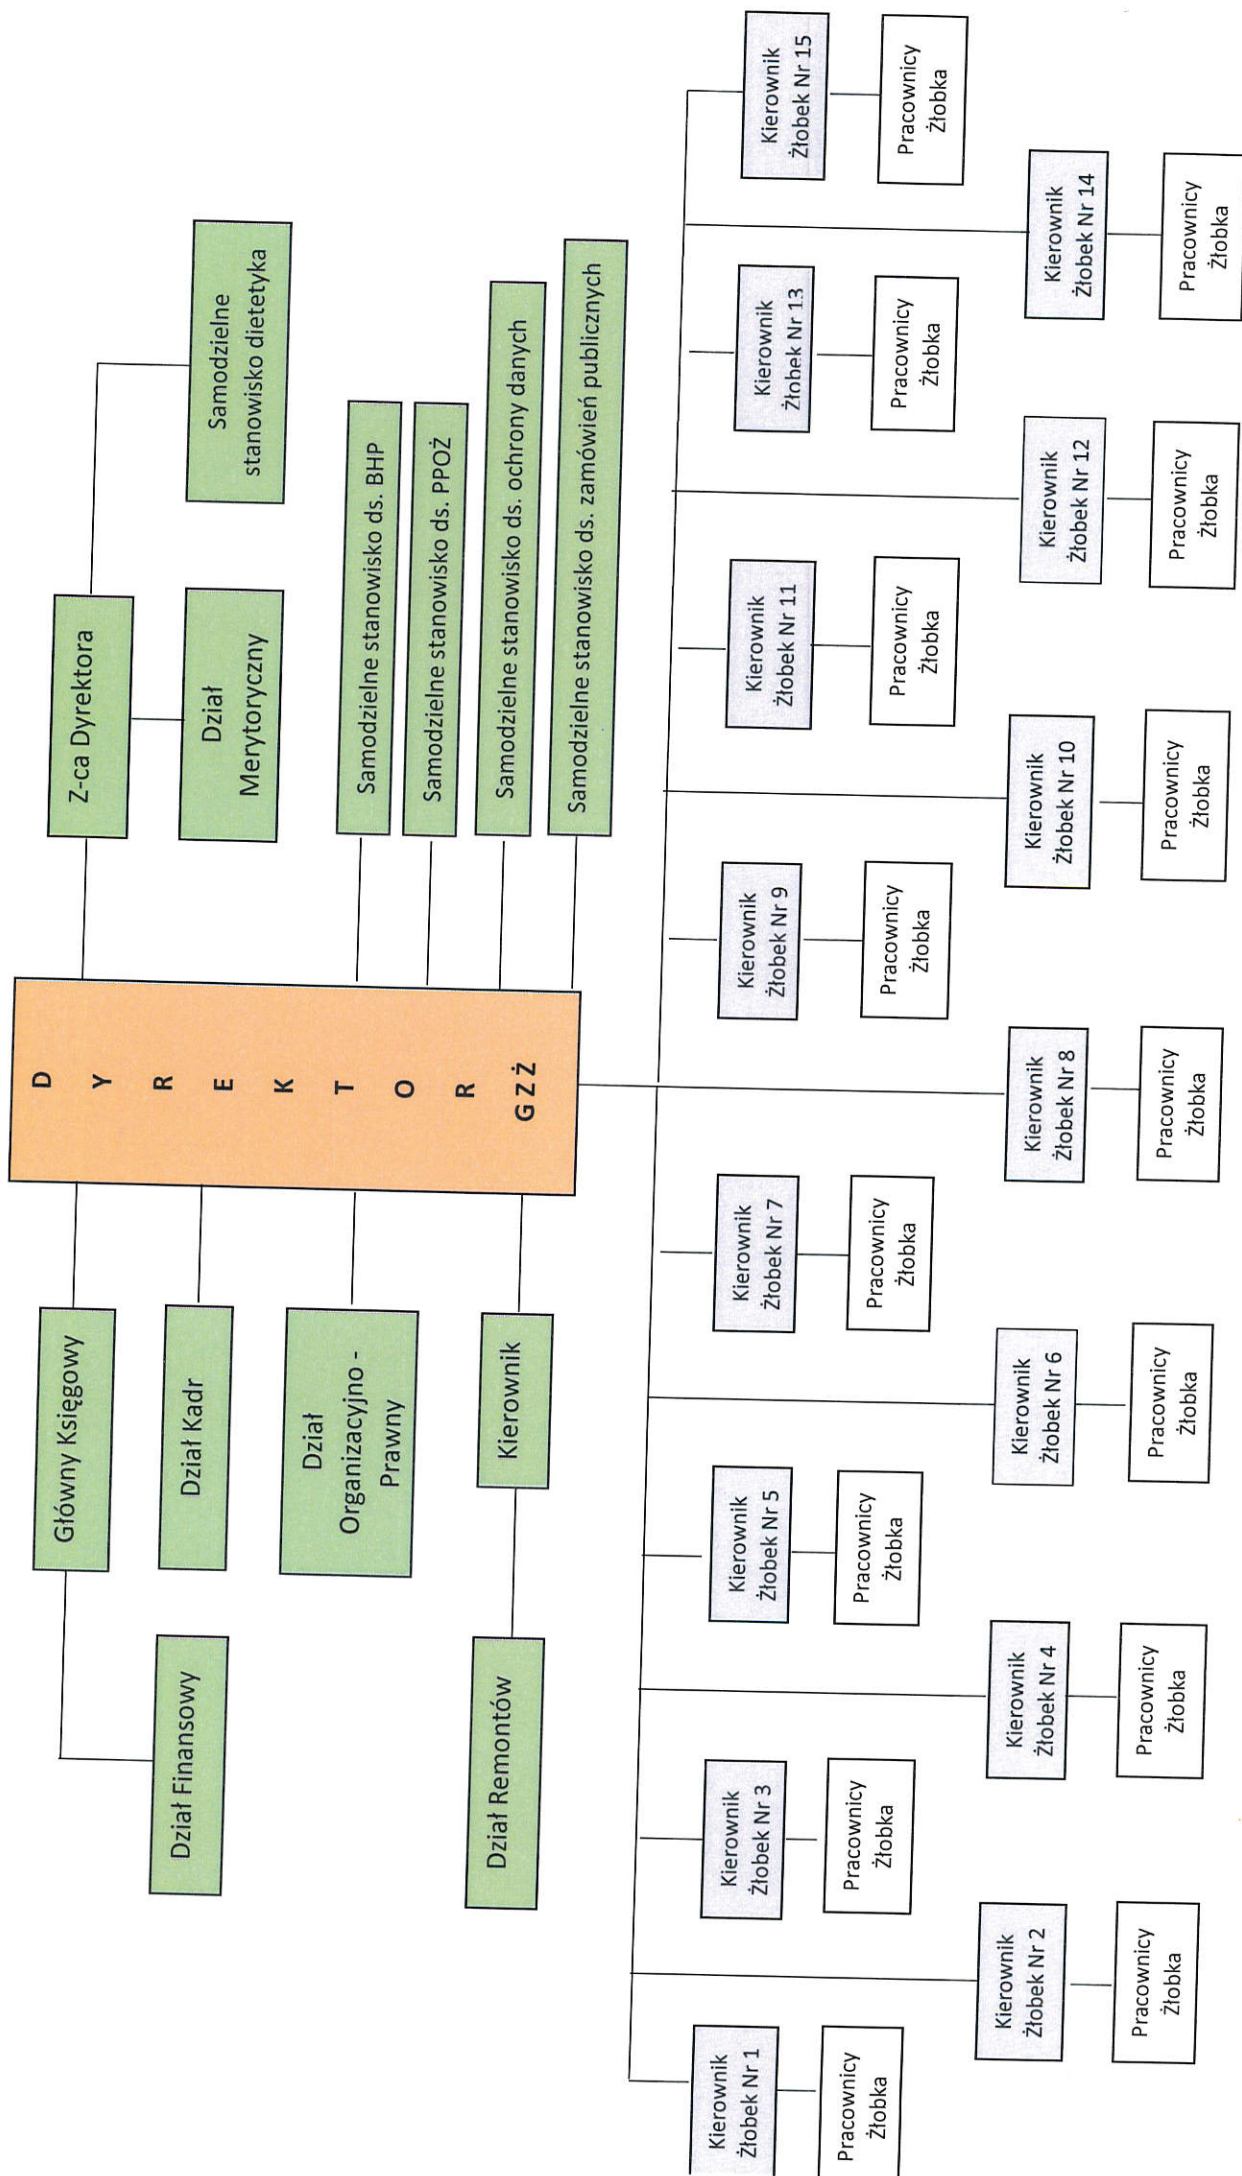 D
Y
R
E
K
T
O
R
GZŻ
Główny Księgowy
Dział Finansowy
Dział Kadr
Dział
Organizacyjno -
Prawny
Kierownik
Dział Remontów
Z-ca Dyrektora
Dział
Merytoryczny
Samodzielne
stanowisko dietetyka
Samodzielne stanowisko ds. BHP
Samodzielne stanowisko ds. PPOŻ
Samodzielne stanowisko ds. ochrony danych
Samodzielne stanowisko ds. zamówień publicznych
Kierownik
Żłobek Nr 1
Pracownicy
Żłobka
Kierownik
Żłobek Nr 2
Pracownicy
Żłobka
Kierownik
Żłobek Nr 3
Pracownicy
Żłobka
Kierownik
Żłobek Nr 4
Pracownicy
Żłobka
Kierownik
Żłobek Nr 5
Pracownicy
Żłobka
Kierownik
Żłobek Nr 6
Pracownicy
Żłobka
Kierownik
Żłobek Nr 7
Pracownicy
Żłobka
Kierownik
Żłobek Nr 8
Pracownicy
Żłobka
Kierownik
Żłobek Nr 9
Pracownicy
Żłobka
Kierownik
Żłobek Nr 10
Pracownicy
Żłobka
Kierownik
Żłobek Nr 11
Pracownicy
Żłobka
Kierownik
Żłobek Nr 12
Pracownicy
Żłobka
Kierownik
Żłobek Nr 13
Pracownicy
Żłobka
Kierownik
Żłobek Nr 14
Pracownicy
Żłobka
Kierownik
Żłobek Nr 15
Pracownicy
Żłobka